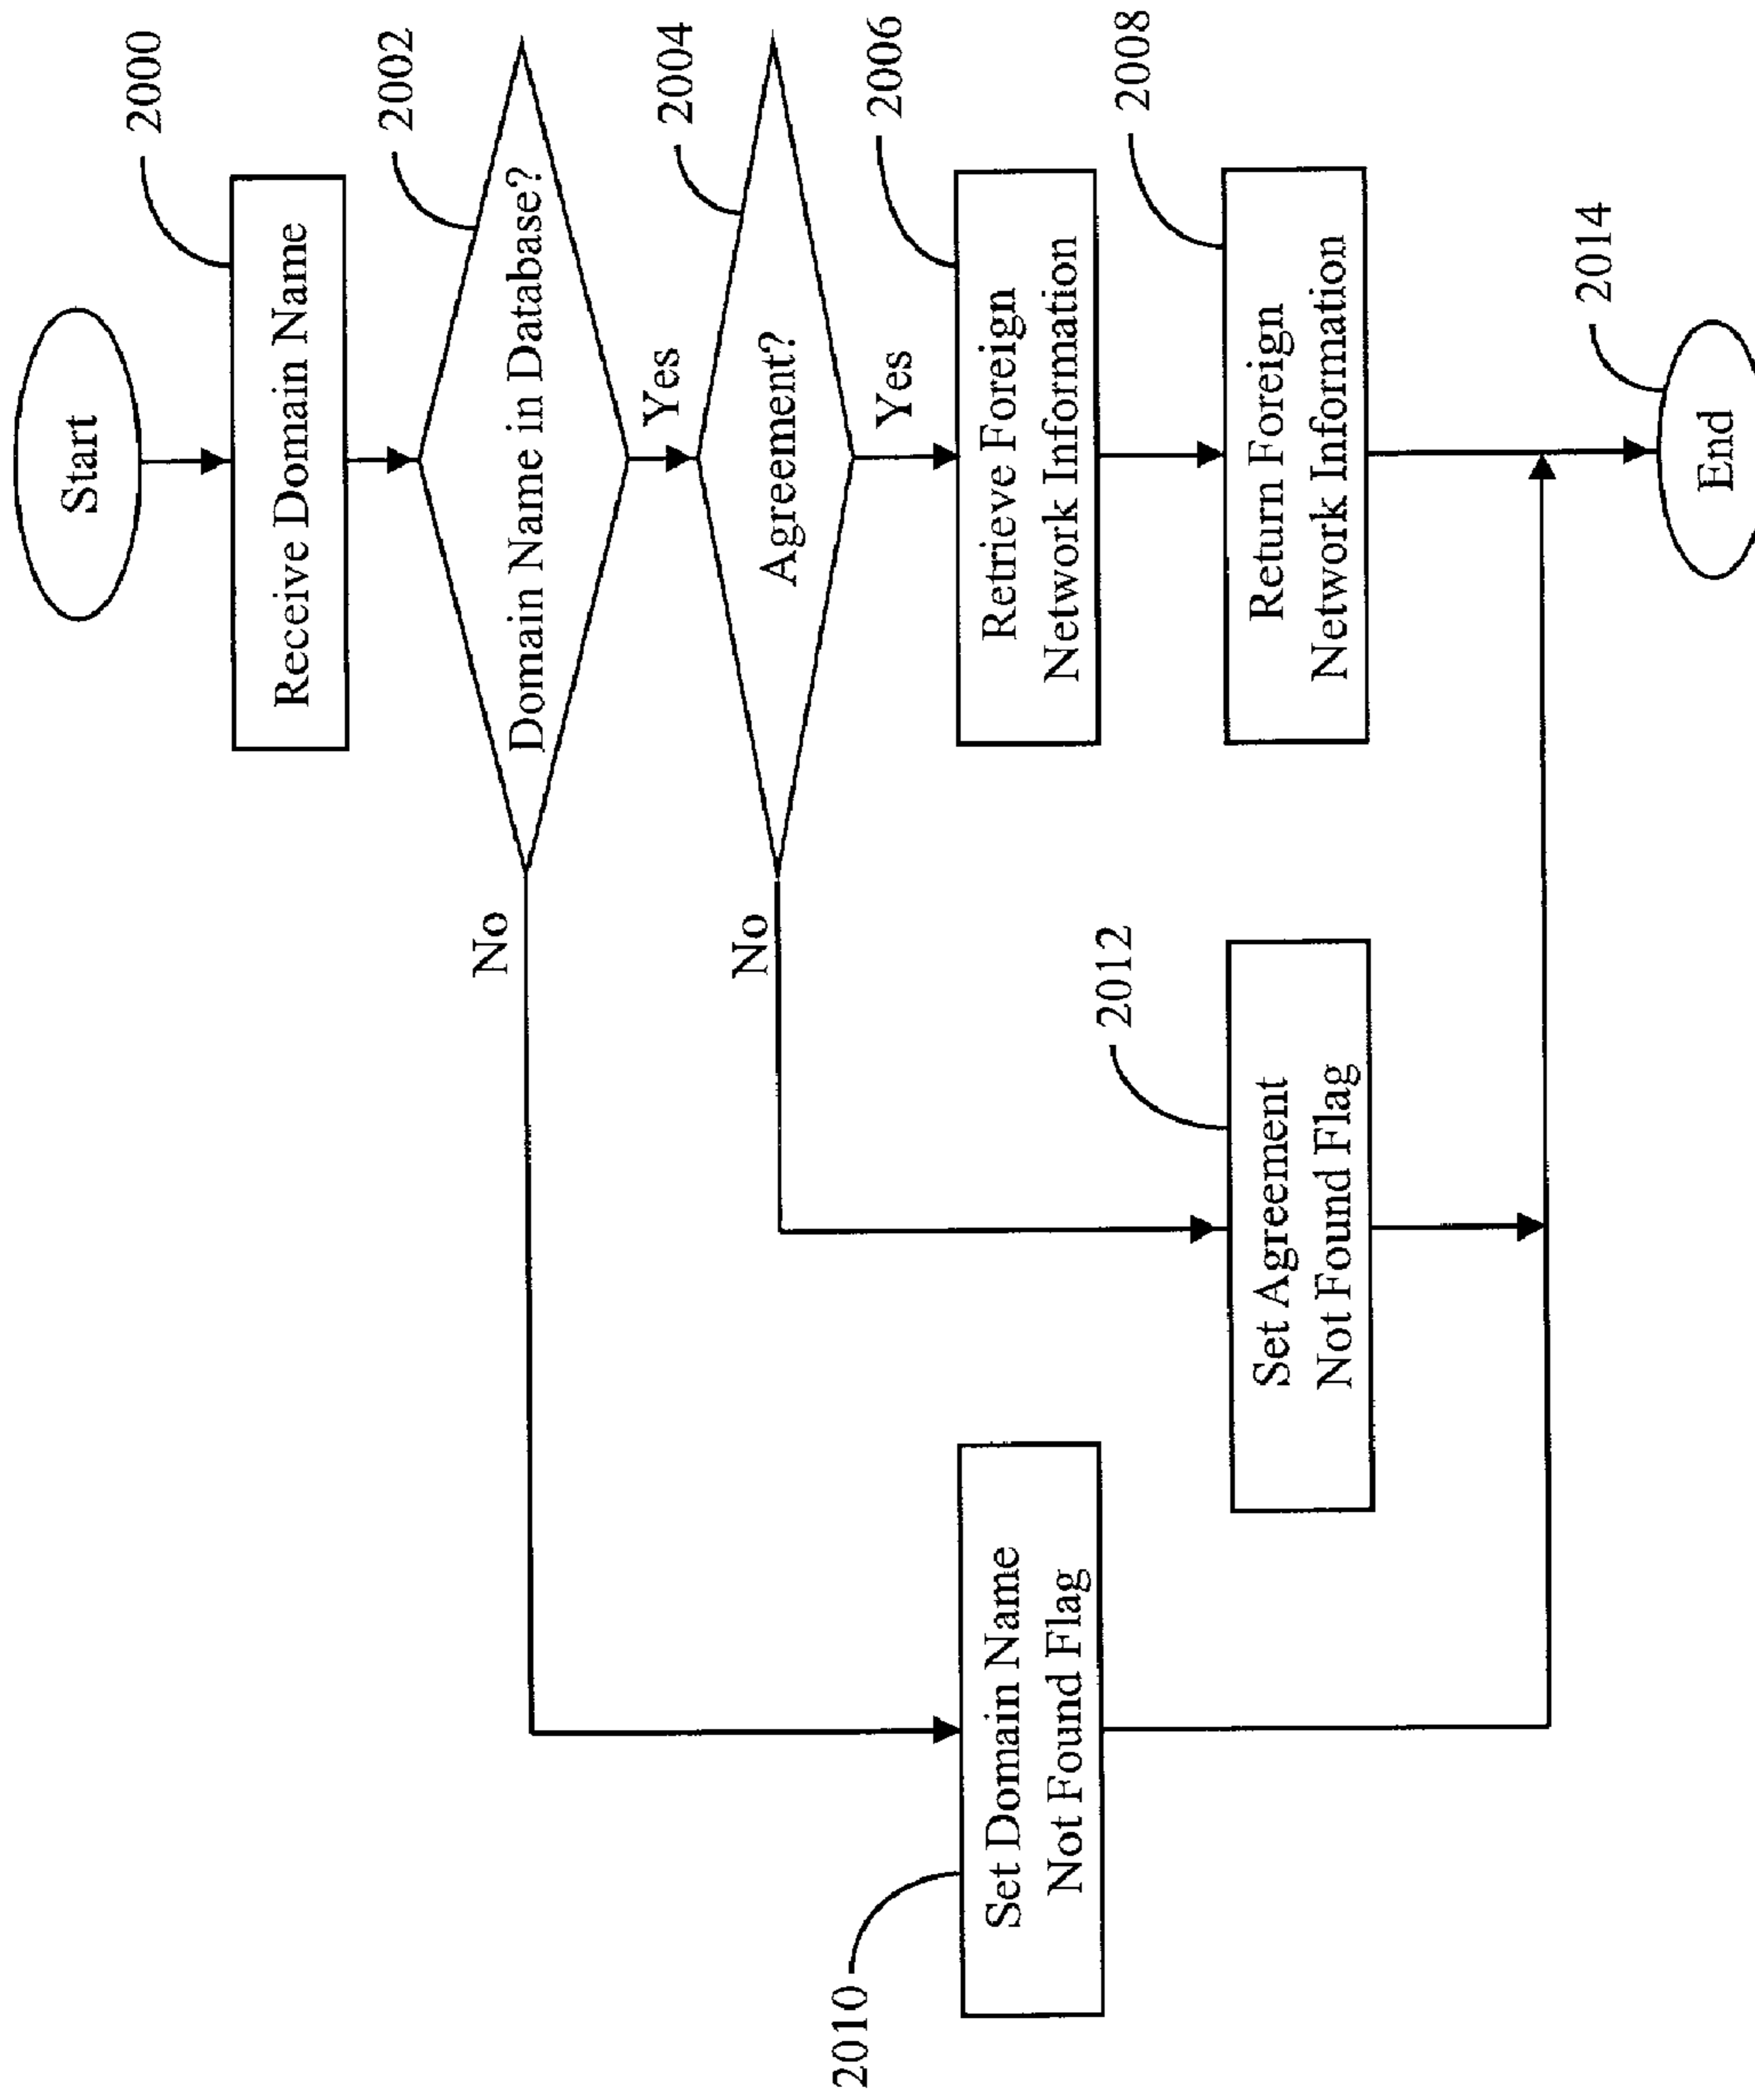 Start
2000
Receive Domain Name
2002
Domain Name in Database?
No
Yes
2004
Agreement?
No
Yes
2006
Retrieve Foreign
Network Information
2010
Set Domain Name
Not Found Flag
2008
Return Foreign
Network Information
2012
Set Agreement
Not Found Flag
2014
End